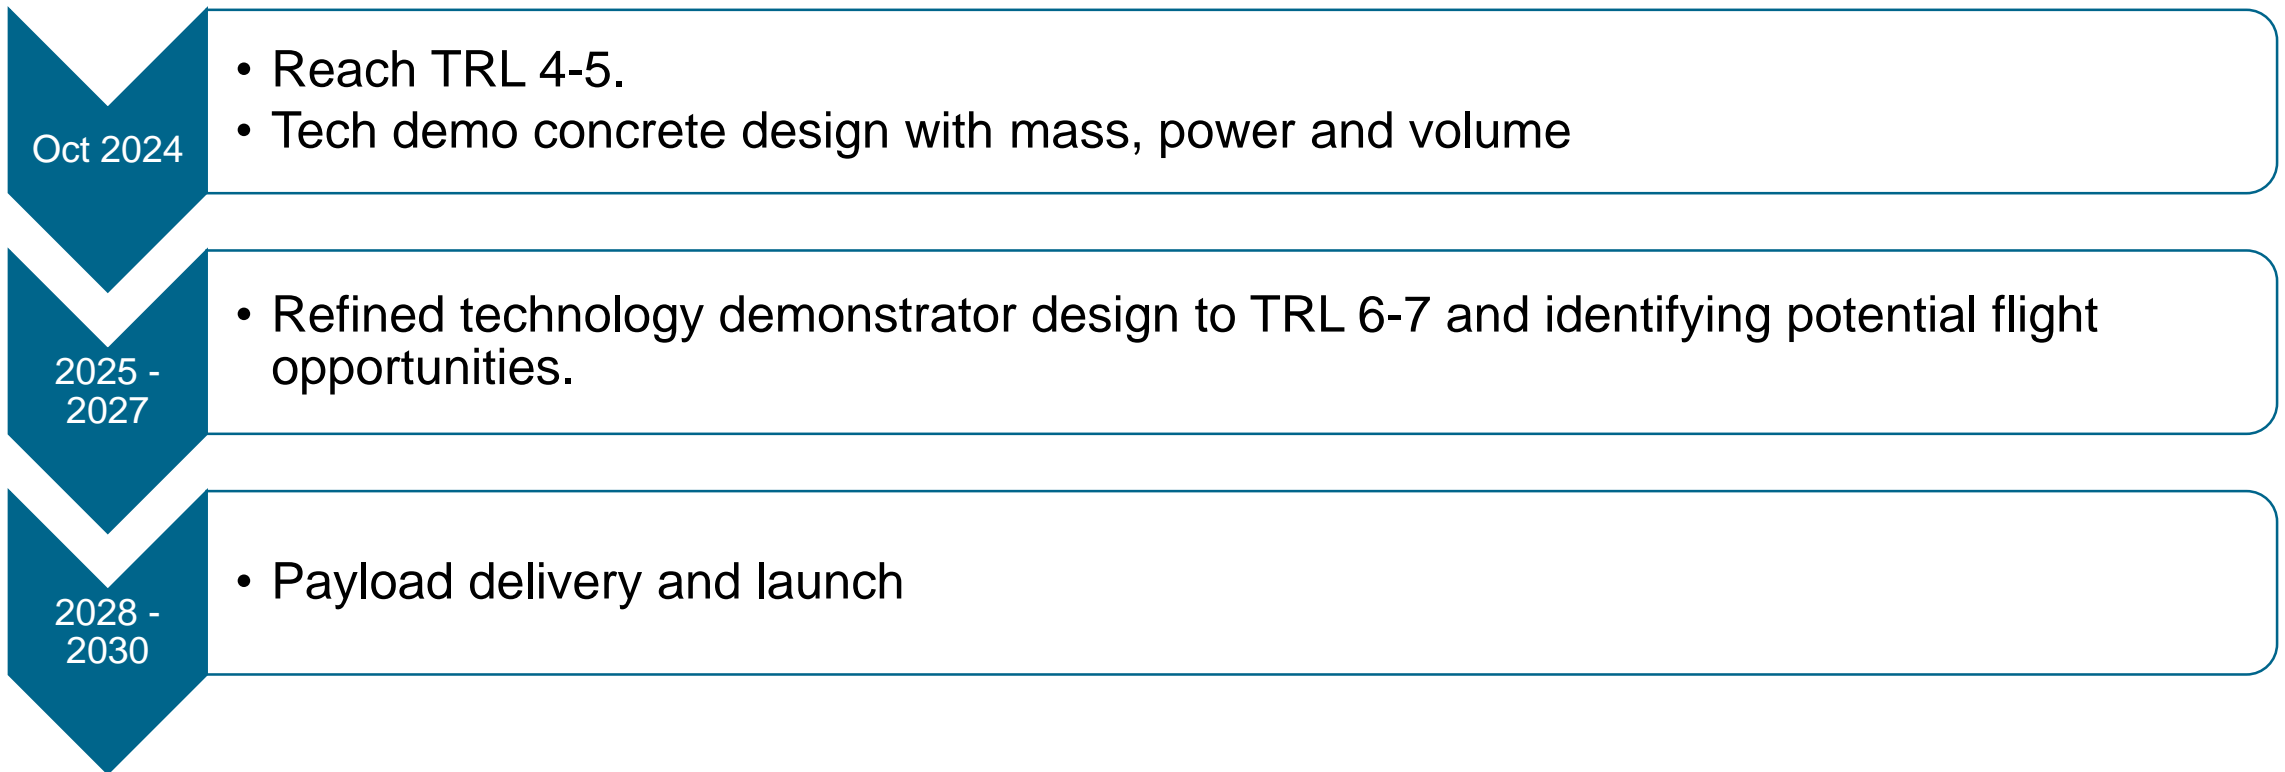 Oct 2024
• Reach TRL 4-5.
• Tech demo concrete design with mass, power and volume
2025 -
2027
• Refined technology demonstrator design to TRL 6-7 and identifying potential flight
opportunities.
2028 -
2030
• Payload delivery and launch